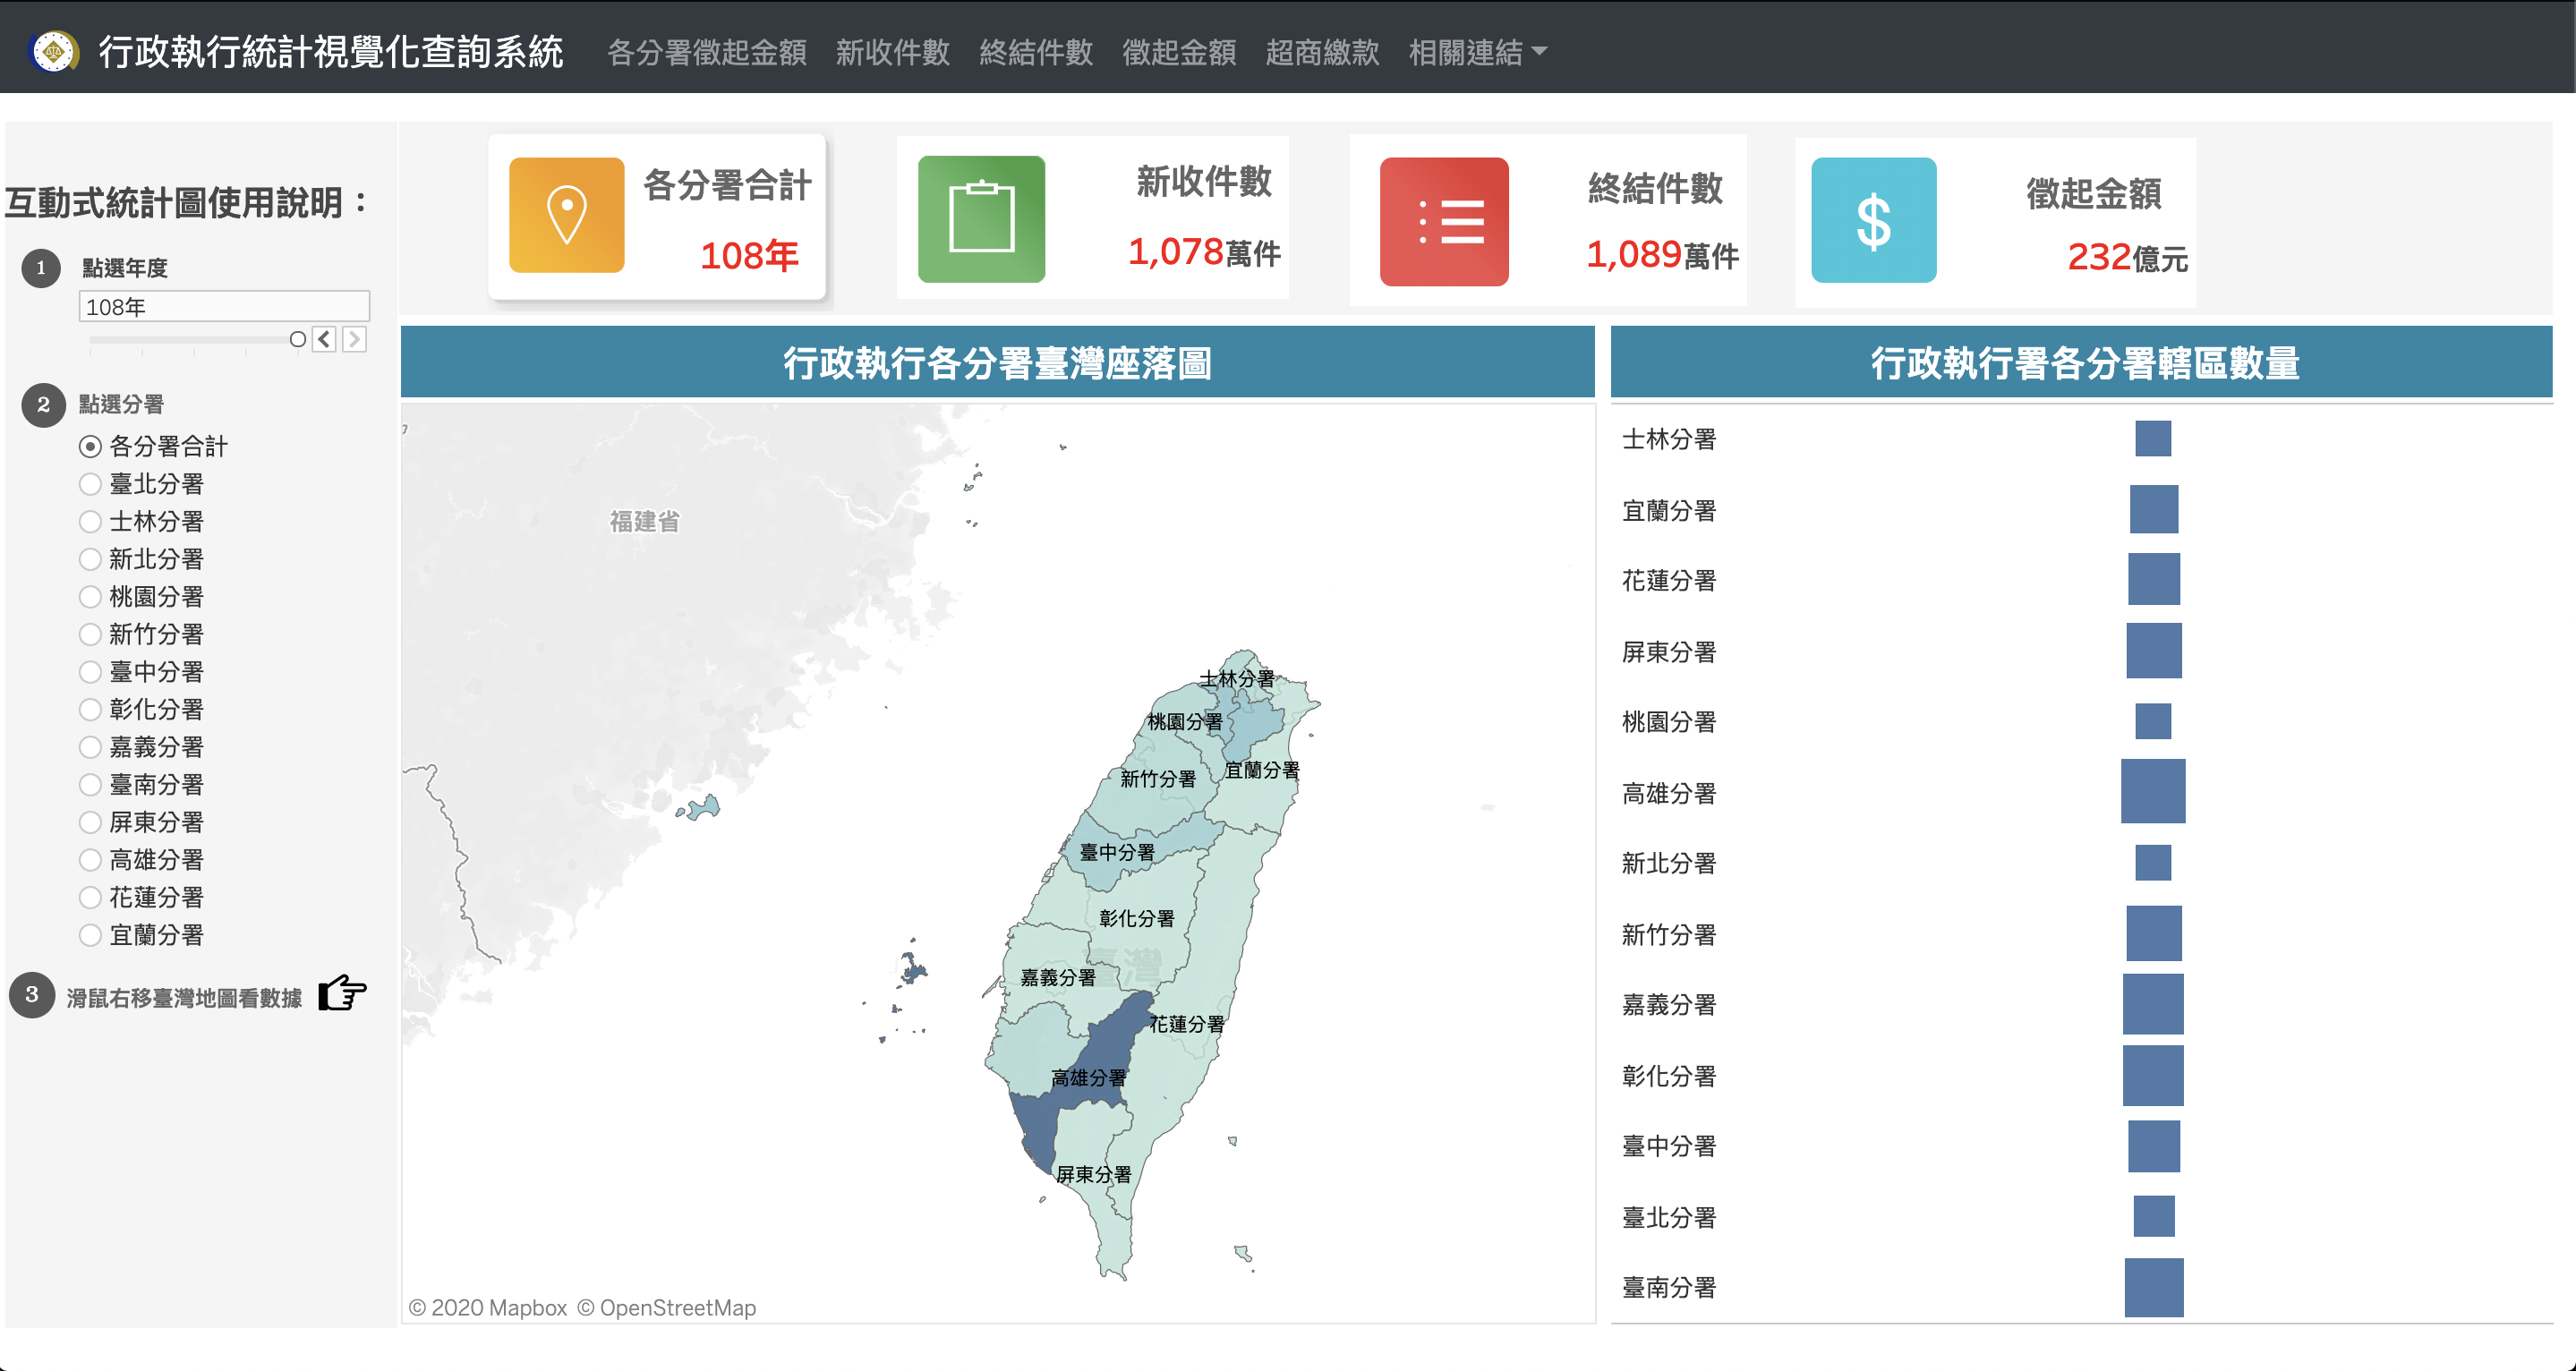 行政執行統計視覺化查詢系統 各分署徵起金額 新收件數 終結件數 徵起金額 超商繳款 相關連結
互動式統計圖使用說明：
1 點選年度
108年
2 點選分署
各分署合計
臺北分署
士林分署
新北分署
桃園分署
新竹分署
臺中分署
彰化分署
嘉義分署
臺南分署
屏東分署
高雄分署
花蓮分署
宜蘭分署
3 滑鼠右移臺灣地圖看數據
各分署合計
108年
新收件數
1,078萬件
終結件數
1,089萬件
$
徵起金額
232億元
行政執行各分署臺灣座落圖
福建省
士林分署
桃園分署
宜蘭分署
新竹分署
臺中分署
彰化分署
臺灣
嘉義分署
花蓮分署
高雄分署
屏東分署
© 2020 Mapbox © OpenStreetMap
行政執行署各分署轄區數量
士林分署
宜蘭分署
花蓮分署
屏東分署
桃園分署
高雄分署
新北分署
新竹分署
嘉義分署
彰化分署
臺中分署
臺北分署
臺南分署